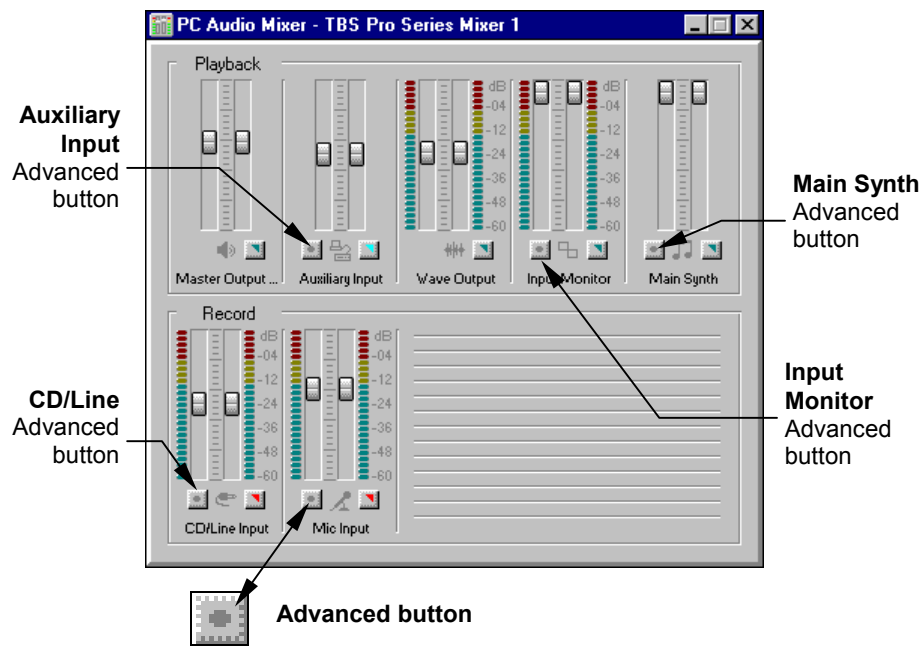 PC Audio Mixer - TBS Pro Series Mixer 1
Playback
dB
-04
-12
-24
-36
-48
-60
dB
-04
-12
-24
-36
-48
-60
Master Output ...
Auxiliary Input
Wave Output
Input Monitor
Main Synth
Record
dB
-04
-12
-24
-36
-48
-60
dB
-04
-12
-24
-36
-48
-60
CD/Line Input
Mic Input
Auxiliary
Input
Advanced
button
CD/Line
Advanced
button
Main Synth
Advanced
button
Input
Monitor
Advanced
button
Advanced button